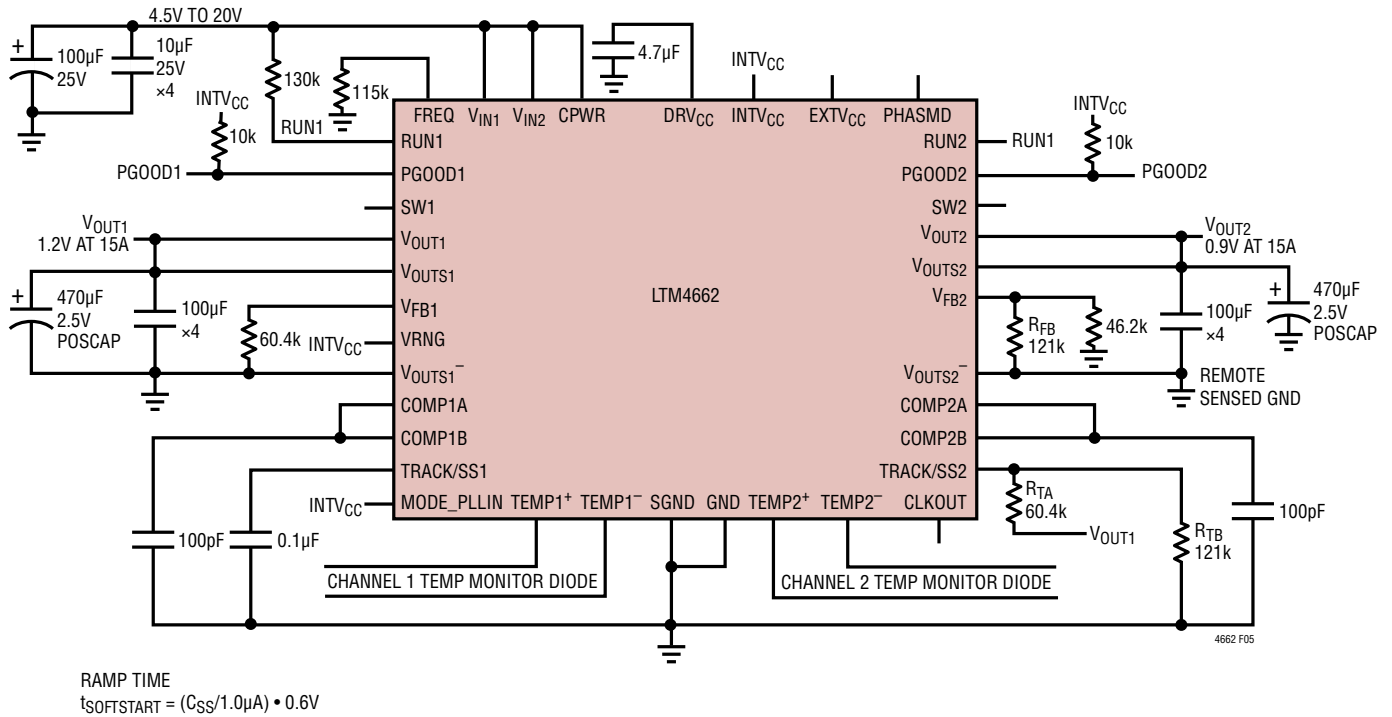 4.5V TO 20V
100µF
25V
10µF
25V
×4
130k
115k
4.7µF
INTVCC
INTVCC
10k
RUN1
PGOOD1
INTVCC
10k
PGOOD2
RUN1
FREQ VIN1 VIN2 CPWR DRVCC INTVCC EXTVCC PHASMD
RUN1
PGOOD1
SW1
VOUT1
VOUTS1
VFB1
VRNG
VOUTS1–
COMP1A
COMP1B
TRACK/SS1
MODE_PLLIN TEMP1+ TEMP1– SGND GND TEMP2+ TEMP2– CLKOUT
LTM4662
RUN2
PGOOD2
SW2
VOUT2
VOUTS2
VFB2
VOUTS2–
COMP2A
COMP2B
TRACK/SS2
VOUT1
1.2V AT 15A
470µF
2.5V
POSCAP
100µF
×4
60.4k
INTVCC
INTVCC
100pF
0.1µF
VOUT2
0.9V AT 15A
RFB
121k
46.2k
100µF
×4
470µF
2.5V
POSCAP
REMOTE
SENSED GND
RTA
60.4k
VOUT1
RTB
121k
100pF
CHANNEL 1 TEMP MONITOR DIODE
CHANNEL 2 TEMP MONITOR DIODE
4662 F05
RAMP TIME
tSOFTSTART = (CSS/1.0µA) • 0.6V